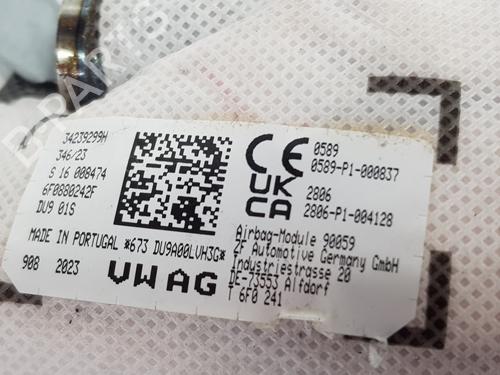 34239299H
346/23
S 16 008474
6F0880242F
DU9 01S
MADE IN PORTUGAL *673 DU9A00LVH3G*
908 2023 VW AG
CE 0589
0589-P1-000837
UK CA 2806
2806-P1-004128
Airbag-Module 90059
ZF Automotive Germany GmbH
Industriestrasse 20
DE-73553 Alfdorf
T 6F0 241